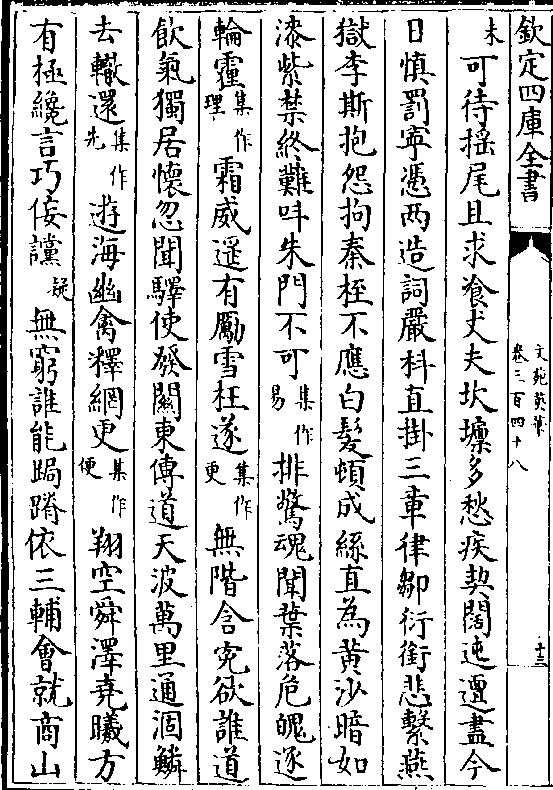 欽定四庫全書
文苑英華
卷三百四十八
十三
未可待摇尾且求飡丈夫坎壈多愁疾契闊迍邅盡今
日慎罰寧憑两造詞嚴科直掛三章律鄒衍銜悲繫燕
獄李斯抱怨拘秦桎不應白髮頓成絲直為黄沙暗如
漆紫禁終難呌朱門不可集作易排驚魂聞葉落危魄逐
輪霾集作理霜威遥有厲雪枉遂集作更無階含寃欲誰道
飲氣獨居懷忽聞驛使發關東傳道天波萬里通涸鱗
去轍還集作先遊海幽禽釋網更集作便翔空舜澤堯曦方
有極纔言巧佞讜疑無窮誰能跼蹐依三輔會就商山